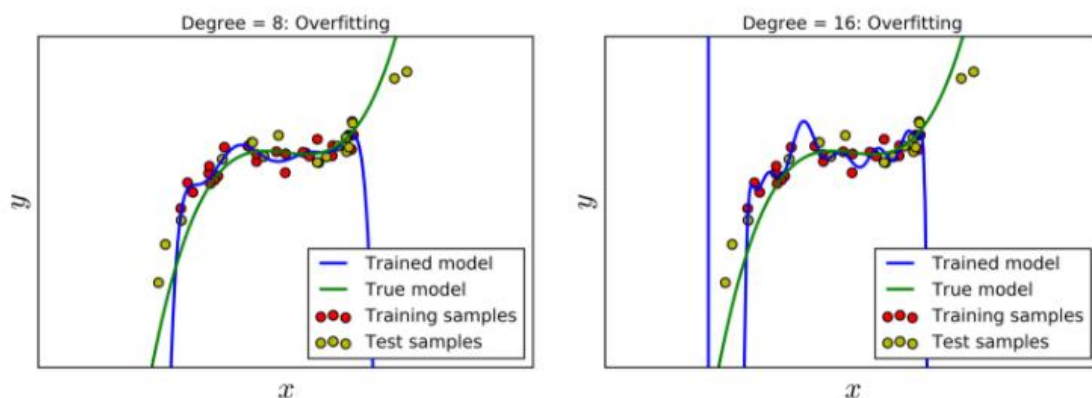 Degree = 8: Overfitting
y
Trained model
True model
Training samples
Test samples
x
Degree = 16: Overfitting
y
Trained model
True model
Training samples
Test samples
x